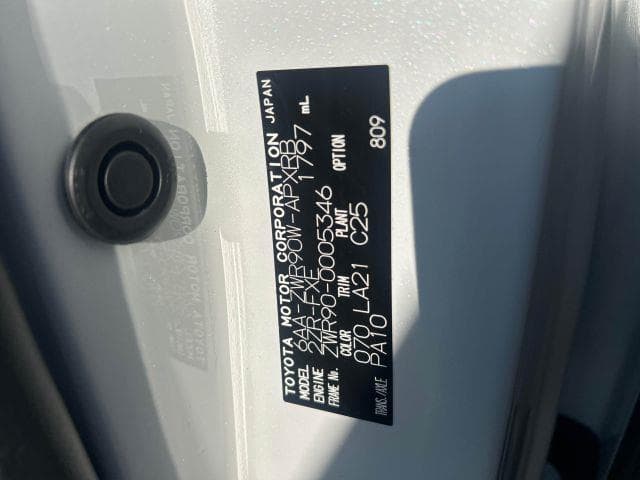 TOYOTA MOTOR CORPORATION JAPAN
MODEL 6AA-ZWR90W-APXRB
ENGINE 2ZR-FXE 1797 mL
FRAME No. ZWR90-0005346
COLOR TRIM PLANT OPTION
070 LA21 C25 809
TRANS./AXLE PA10